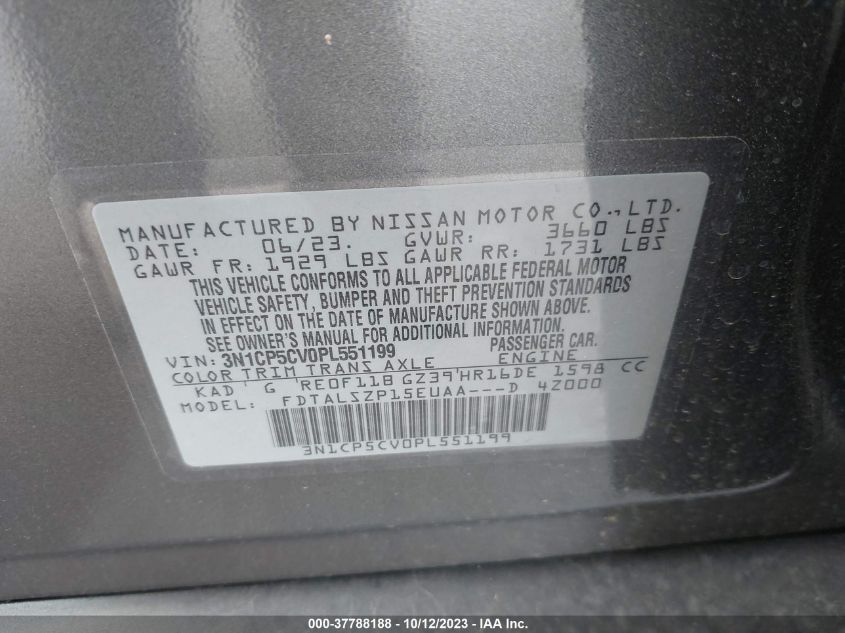 MANUFACTURED BY NISSAN MOTOR CO., LTD.
DATE: 06/23. GVWR: 3660 LBS
GAWR FR: 1929 LBS GAWR RR: 1731 LBS
THIS VEHICLE CONFORMS TO ALL APPLICABLE FEDERAL MOTOR
VEHICLE SAFETY, BUMPER AND THEFT PREVENTION STANDARDS
IN EFFECT ON THE DATE OF MANUFACTURE SHOWN ABOVE.
SEE OWNER'S MANUAL FOR ADDITIONAL INFORMATION.
VIN: 3N1CP5CV0PL551199 PASSENGER CAR.
COLOR TRIM TRANS AXLE ENGINE
KAD G RE0F11B GZ39 HR16DE 1598 CC
MODEL: FDTALSZP15EUAA---D 4Z000
3N1CP5CV0PL551199
000-37788188 - 10/12/2023 - IAA Inc.